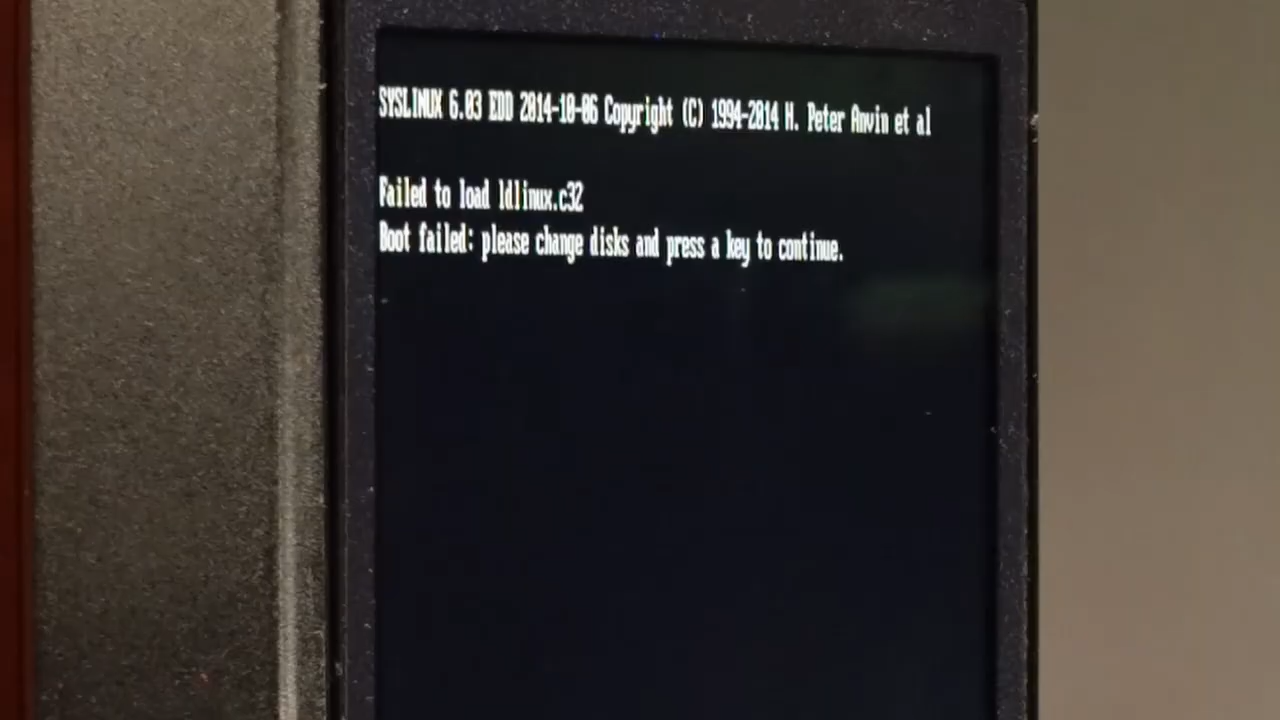 SYSLINUX 6.03 EDD 2014-10-06 Copyright (C) 1994-2014 H. Peter Anvin et al
Failed to load ldlinux.c32
Boot failed: please change disks and press a key to continue.